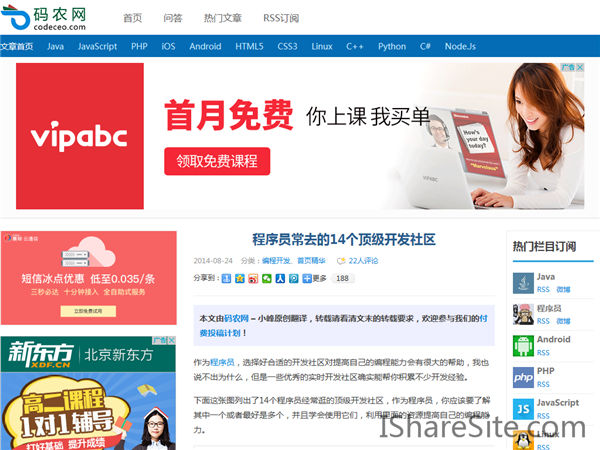 码农网
codeceo.com
首页 问答 热门文章 RSS订阅
文章首页 Java JavaScript PHP iOS Android HTML5 CSS3 Linux C++ Python C# Node.Js
广告
vipabc
首月免费 你上课 我买单
领取免费课程
How's your day today?
"Marvelous"
VIPABC
短信冰点优惠 低至0.035/条
三秒必达 十分钟接入 全自助式服务
立即免费试用
程序员常去的14个顶级开发社区
2014-08-24 分类：编程开发、首页精华 22人评论
分享到： 更多 188
本文由码农网 – 小峰原创翻译，转载请看清文末的转载要求，欢迎参与我们的付费投稿计划！
作为程序员，选择好合适的开发社区对提高自己的编程能力会有很大的帮助，我也
说不出为什么，但是一些优秀的实时开发社区确实能帮你积累不少开发经验。
下面这张图列出了14个程序员经常逛的顶级开发社区，作为程序员，你应该要了解
其中一个或者最好是多个，并且学会使用它们，利用里面的资源提高自己的编程能
力。
广告
新东方
XDF.CN
北京新东方
高二课程
1对1辅导
打好基础 提升成绩
热门栏目订阅
Java
RSS 微博
程序员
RSS 微博
Android
RSS
php
PHP
RSS
JS
JavaScript
RSS
Linux
RSS
IShareSite.com